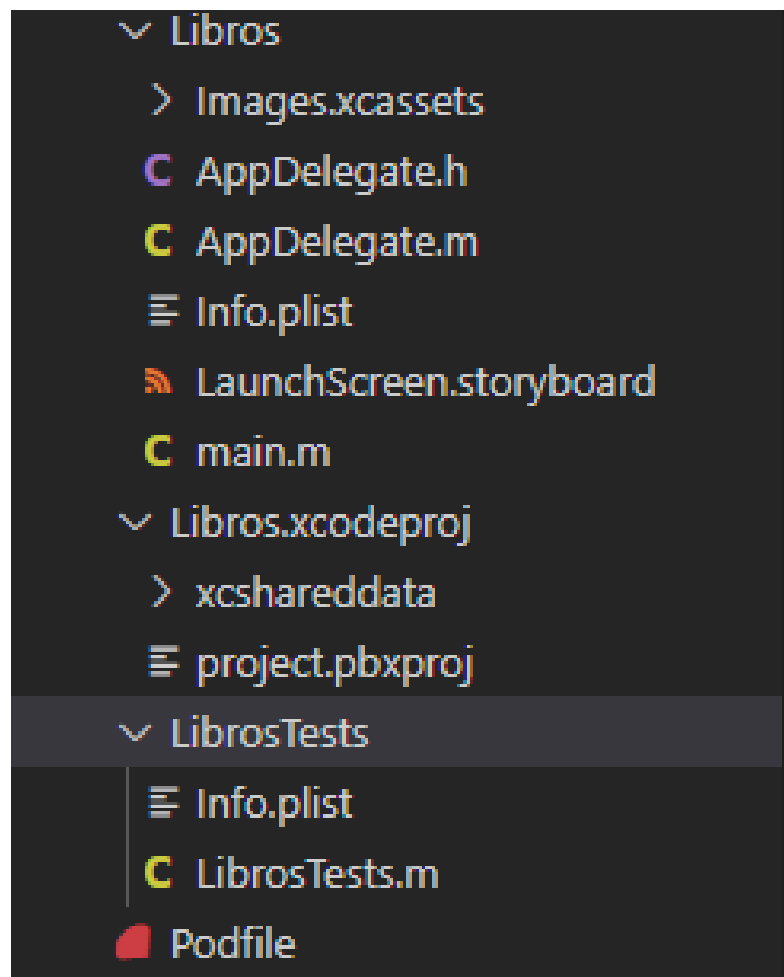 Libros
Images.xcassets
C AppDelegate.h
C AppDelegate.m
Info.plist
LaunchScreen.storyboard
C main.m
Libros.xcodeproj
xcshareddata
project.pbxproj
LibrosTests
Info.plist
C LibrosTests.m
Podfile